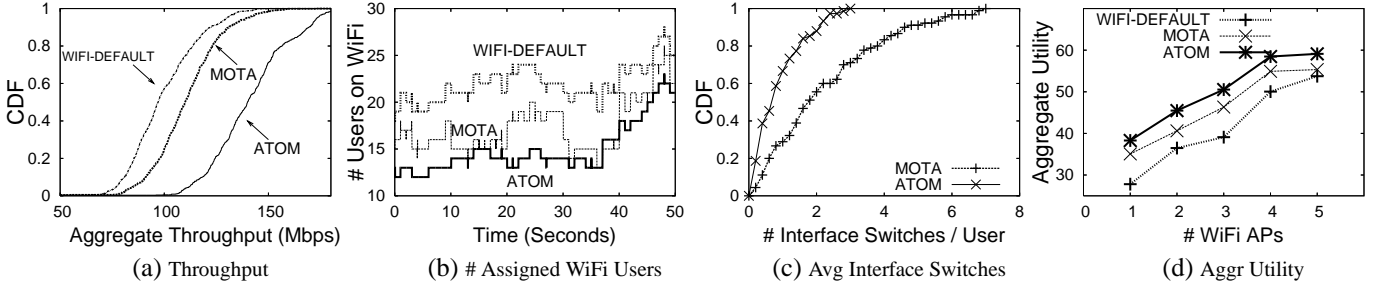 CDF
1
0.8
0.6
0.4
0.2
0
50
100
150
WIFI-DEFAULT
MOTA
ATOM
Aggregate Throughput (Mbps)
(a) Throughput
# Users on WiFi
30
25
20
15
10
0
10
20
30
40
50
WIFI-DEFAULT
MOTA
ATOM
Time (Seconds)
(b) # Assigned WiFi Users
CDF
1
0.8
0.6
0.4
0.2
0
0
2
4
6
8
MOTA
ATOM
# Interface Switches / User
(c) Avg Interface Switches
Aggregate Utility
60
50
40
30
0
1
2
3
4
5
6
WIFI-DEFAULT
MOTA
ATOM
# WiFi APs
(d) Aggr Utility